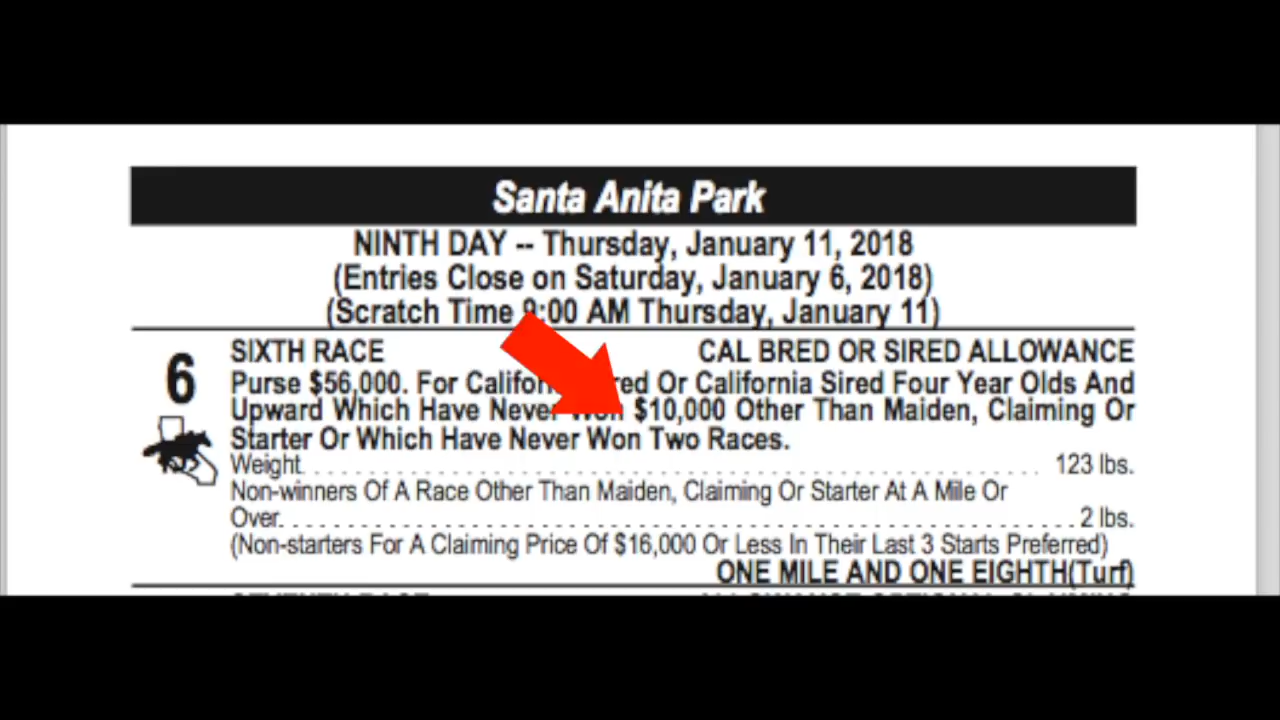 Santa Anita Park
NINTH DAY -- Thursday, January 11, 2018
(Entries Close on Saturday, January 6, 2018)
(Scratch Time 9:00 AM Thursday, January 11)
6
SIXTH RACE CAL BRED OR SIRED ALLOWANCE
Purse $56,000. For Or California Sired Four Year Olds And
Upward Which Have Never Won $10,000 Other Than Maiden, Claiming Or
Starter Or Which Have Never Won Two Races.
Weight. . . . . . . . . . . . . . . . . . . . . . . . . . . . . . . . . . . . . . . . . . . . . . . . . . 123 lbs.
Non-winners Of A Race Other Than Maiden, Claiming Or Starter At A Mile Or
Over. . . . . . . . . . . . . . . . . . . . . . . . . . . . . . . . . . . . . . . . . . . . . . . . . . . . . . 2 lbs.
(Non-starters For A Claiming Price Of $16,000 Or Less In Their Last 3 Starts Preferred)
ONE MILE AND ONE EIGHTH(Turf)